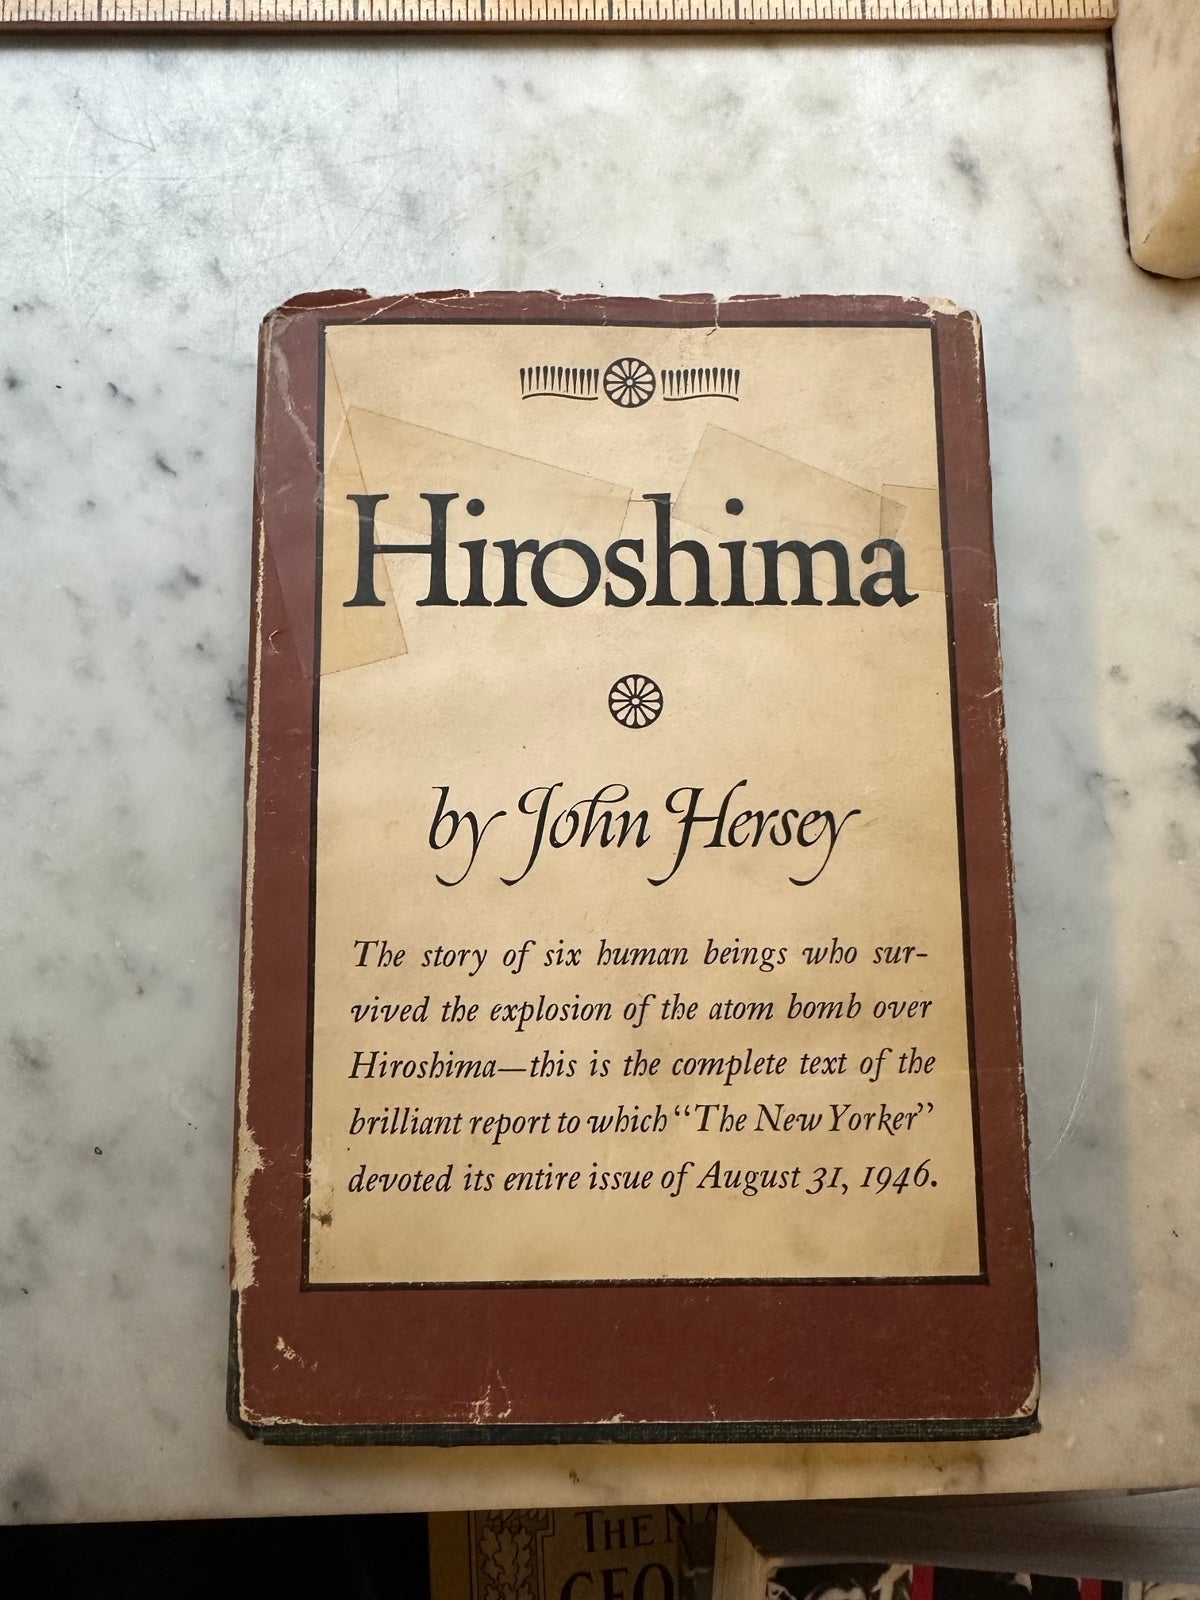 Hiroshima
by John Hersey
The story of six human beings who sur-
vived the explosion of the atom bomb over
Hiroshima—this is the complete text of the
brilliant report to which “The New Yorker”
devoted its entire issue of August 31, 1946.
THE